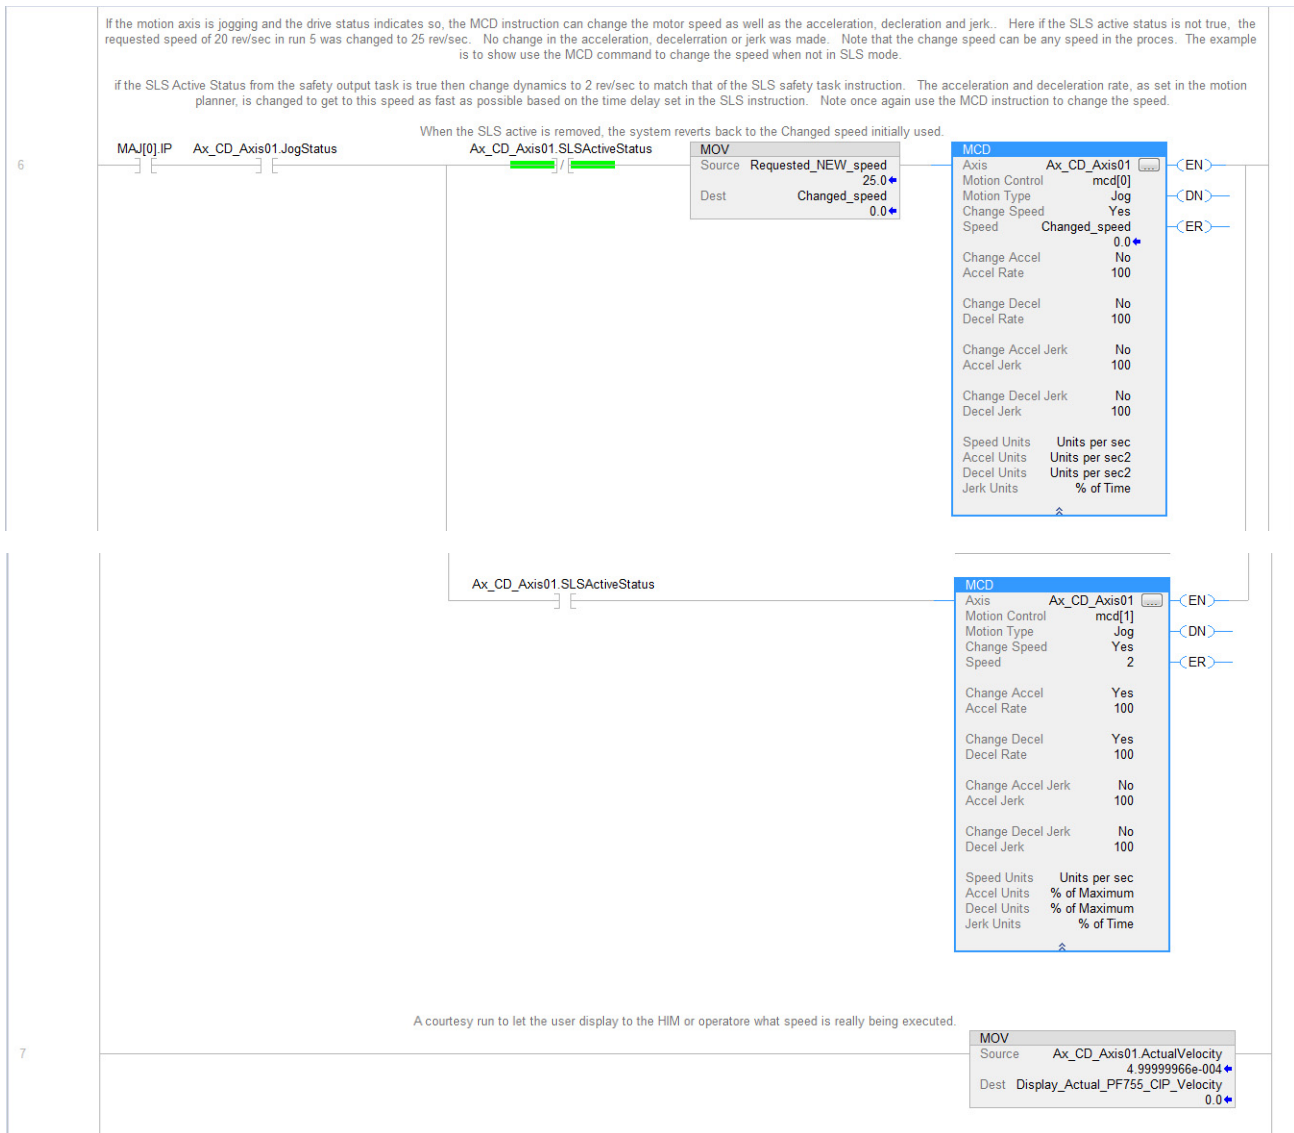 If the motion axis is jogging and the drive status indicates so, the MCD instruction can change the motor speed as well as the acceleration, decleration and jerk.. Here if the SLS active status is not true, the
requested speed of 20 rev/sec in run 5 was changed to 25 rev/sec. No change in the acceleration, decelerration or jerk was made. Note that the change speed can be any speed in the proces. The example
is to show use the MCD command to change the speed when not in SLS mode.
if the SLS Active Status from the safety output task is true then change dynamics to 2 rev/sec to match that of the SLS safety task instruction. The acceleration and deceleration rate, as set in the motion
planner, is changed to get to this speed as fast as possible based on the time delay set in the SLS instruction. Note once again use the MCD instruction to change the speed.
When the SLS active is removed, the system reverts back to the Changed speed initially used.
6
MAJ[0].IP
Ax_CD_Axis01.JogStatus
Ax_CD_Axis01.SLSActiveStatus
/
MOV
Source Requested_NEW_speed
25.0
Dest Changed_speed
0.0
MCD
Axis Ax_CD_Axis01 ...
Motion Control mcd[0]
Motion Type Jog
Change Speed Yes
Speed Changed_speed
0.0
Change Accel No
Accel Rate 100
Change Decel No
Decel Rate 100
Change Accel Jerk No
Accel Jerk 100
Change Decel Jerk No
Decel Jerk 100
Speed Units Units per sec
Accel Units Units per sec2
Decel Units Units per sec2
Jerk Units % of Time
EN
DN
ER
Ax_CD_Axis01.SLSActiveStatus
MCD
Axis Ax_CD_Axis01 ...
Motion Control mcd[1]
Motion Type Jog
Change Speed Yes
Speed 2
Change Accel Yes
Accel Rate 100
Change Decel Yes
Decel Rate 100
Change Accel Jerk No
Accel Jerk 100
Change Decel Jerk No
Decel Jerk 100
Speed Units Units per sec
Accel Units % of Maximum
Decel Units % of Maximum
Jerk Units % of Time
EN
DN
ER
A courtesy run to let the user display to the HIM or operatore what speed is really being executed.
7
MOV
Source Ax_CD_Axis01.ActualVelocity
4.99999966e-004
Dest Display_Actual_PF755_CIP_Velocity
0.0